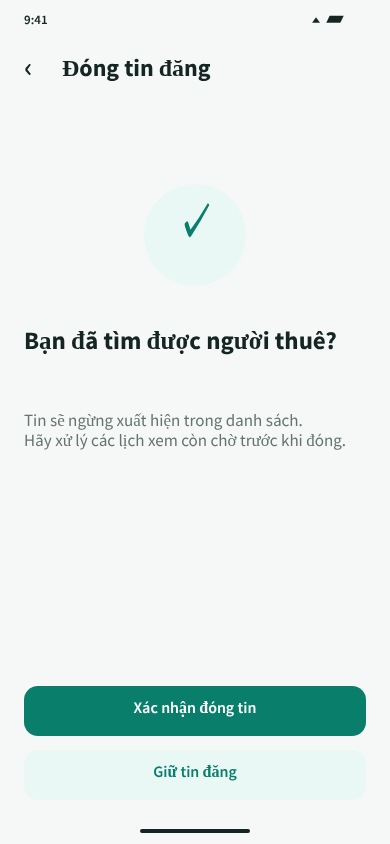 9:41
Đóng tin đăng
Bạn đã tìm được người thuê?
Tin sẽ ngừng xuất hiện trong danh sách.
Hãy xử lý các lịch xem còn chờ trước khi đóng.
Xác nhận đóng tin
Giữ tin đăng